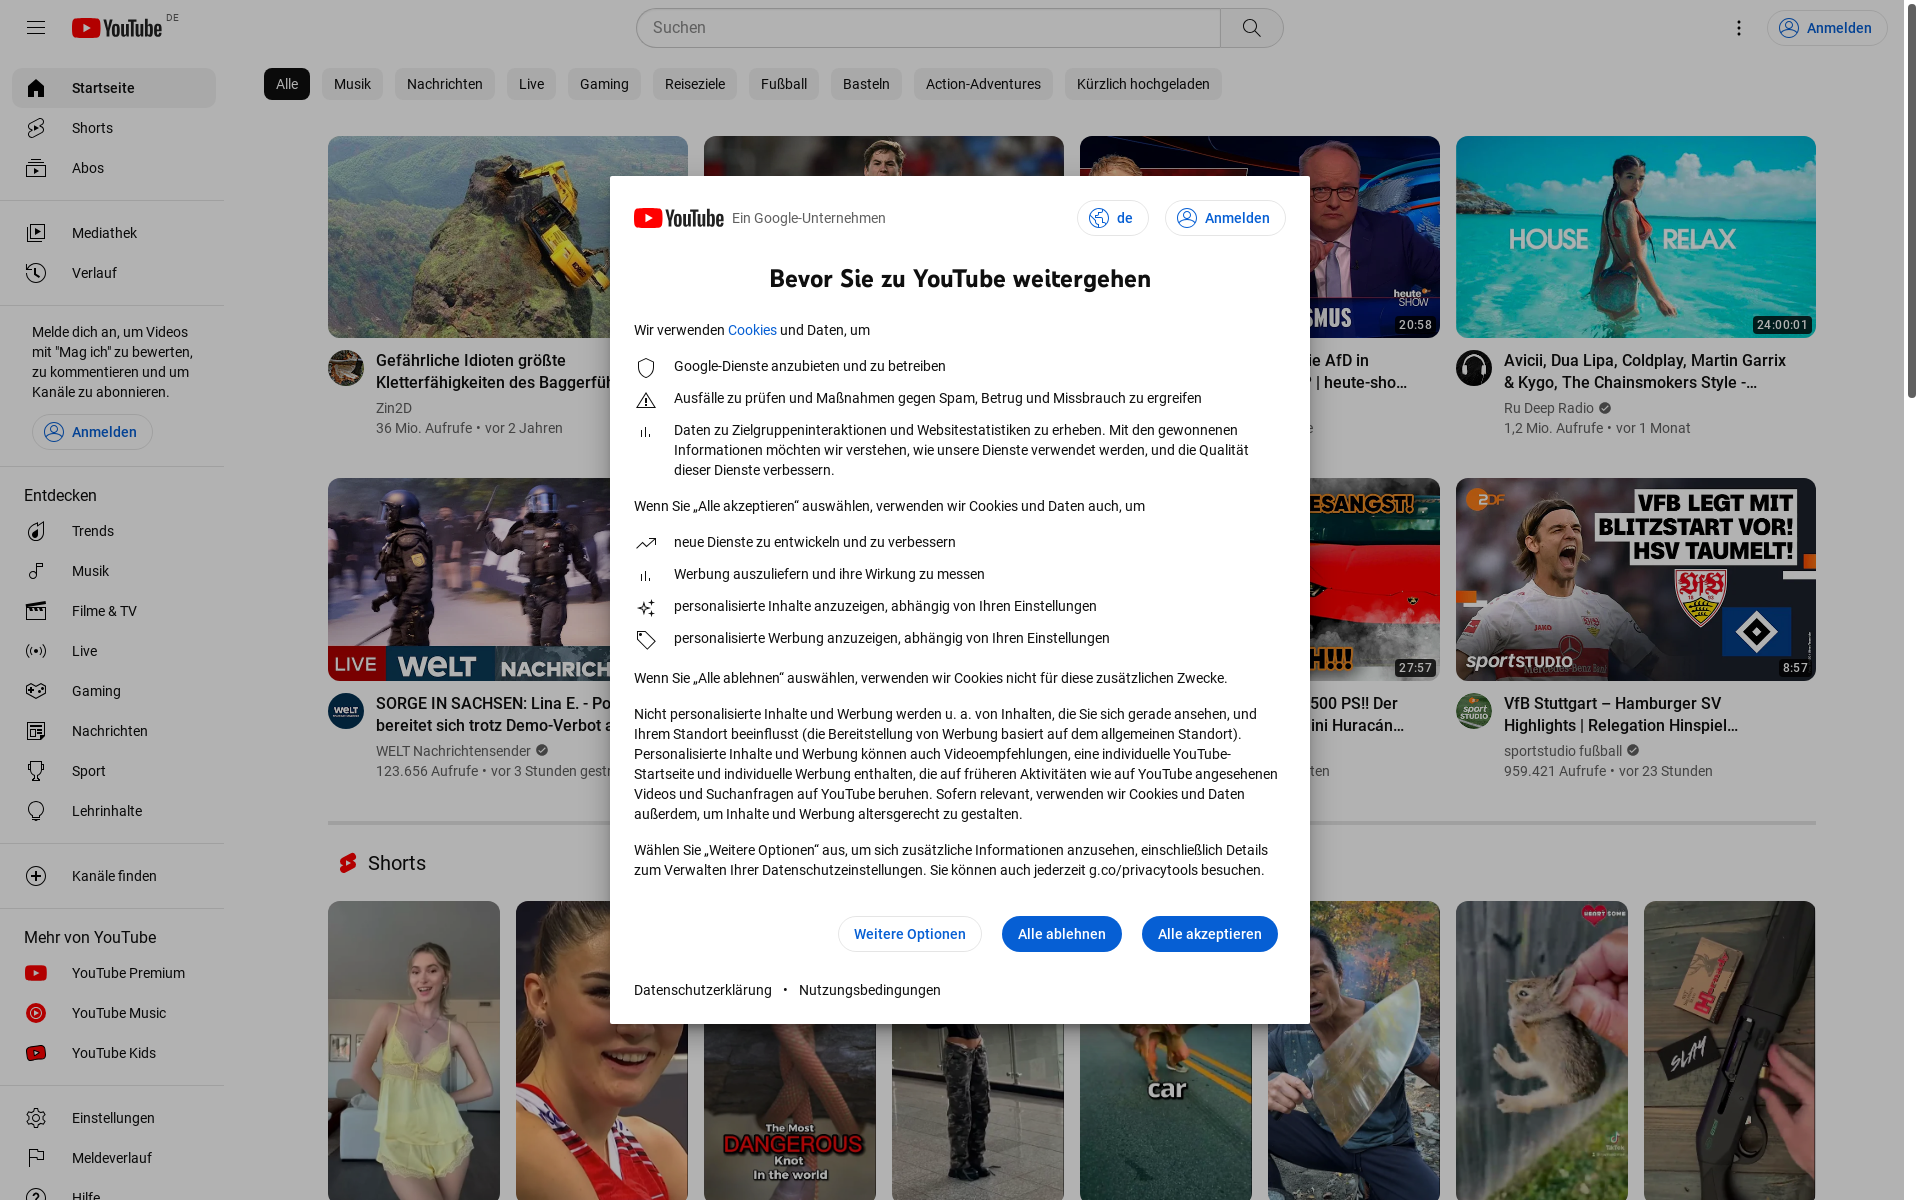 YouTube DE
Suchen
Anmelden
Startseite
Shorts
Abos
Mediathek
Verlauf
Melde dich an, um Videos
mit "Mag ich" zu bewerten,
zu kommentieren und um
Kanäle zu abonnieren.
Anmelden
Entdecken
Trends
Musik
Filme & TV
Live
Gaming
Nachrichten
Sport
Lehrinhalte
Kanäle finden
Mehr von YouTube
YouTube Premium
YouTube Music
YouTube Kids
Einstellungen
Meldeverlauf
Hilfe
Alle
Musik
Nachrichten
Live
Gaming
Reiseziele
Fußball
Basteln
Action-Adventures
Kürzlich hochgeladen
heute
SHOW
20:58
HOUSE RELAX
24:00:01
Gefährliche Idioten größte
Kletterfähigkeiten des Baggerfüh
Zin2D
36 Mio. Aufrufe • vor 2 Jahren
ie AfD in
| heute-sho…
Avicii, Dua Lipa, Coldplay, Martin Garrix
& Kygo, The Chainsmokers Style -…
Ru Deep Radio
1,2 Mio. Aufrufe • vor 1 Monat
YouTube Ein Google-Unternehmen
de
Anmelden
Bevor Sie zu YouTube weitergehen
Wir verwenden Cookies und Daten, um
Google-Dienste anzubieten und zu betreiben
Ausfälle zu prüfen und Maßnahmen gegen Spam, Betrug und Missbrauch zu ergreifen
Daten zu Zielgruppeninteraktionen und Websitestatistiken zu erheben. Mit den gewonnenen
Informationen möchten wir verstehen, wie unsere Dienste verwendet werden, und die Qualität
dieser Dienste verbessern.
Wenn Sie „Alle akzeptieren“ auswählen, verwenden wir Cookies und Daten auch, um
neue Dienste zu entwickeln und zu verbessern
Werbung auszuliefern und ihre Wirkung zu messen
personalisierte Inhalte anzuzeigen, abhängig von Ihren Einstellungen
personalisierte Werbung anzuzeigen, abhängig von Ihren Einstellungen
Wenn Sie „Alle ablehnen“ auswählen, verwenden wir Cookies nicht für diese zusätzlichen Zwecke.
Nicht personalisierte Inhalte und Werbung werden u. a. von Inhalten, die Sie sich gerade ansehen, und
Ihrem Standort beeinflusst (die Bereitstellung von Werbung basiert auf dem allgemeinen Standort).
Personalisierte Inhalte und Werbung können auch Videoempfehlungen, eine individuelle YouTube-
Startseite und individuelle Werbung enthalten, die auf früheren Aktivitäten wie auf YouTube angesehenen
Videos und Suchanfragen auf YouTube beruhen. Sofern relevant, verwenden wir Cookies und Daten
außerdem, um Inhalte und Werbung altersgerecht zu gestalten.
Wählen Sie „Weitere Optionen“ aus, um sich zusätzliche Informationen anzusehen, einschließlich Details
zum Verwalten Ihrer Datenschutzeinstellungen. Sie können auch jederzeit g.co/privacytools besuchen.
Weitere Optionen
Alle ablehnen
Alle akzeptieren
Datenschutzerklärung • Nutzungsbedingungen
LIVE welt NACHRICH
27:57
ZDF
VFB LEGT MIT
BLITZSTART VOR!
HSV TAUMELT!
JAKO
sportSTUDIO
8:57
SORGE IN SACHSEN: Lina E. - Po
bereitet sich trotz Demo-Verbot a
WELT Nachrichtensender
123.656 Aufrufe • vor 3 Stunden gestr
500 PS!! Der
ini Huracán…
VfB Stuttgart – Hamburger SV
Highlights | Relegation Hinspiel…
sportstudio fußball
959.421 Aufrufe • vor 23 Stunden
Shorts
The Most
DANGEROUS
Knot
In the world
car
HEART SOME
TikTok
SLAY